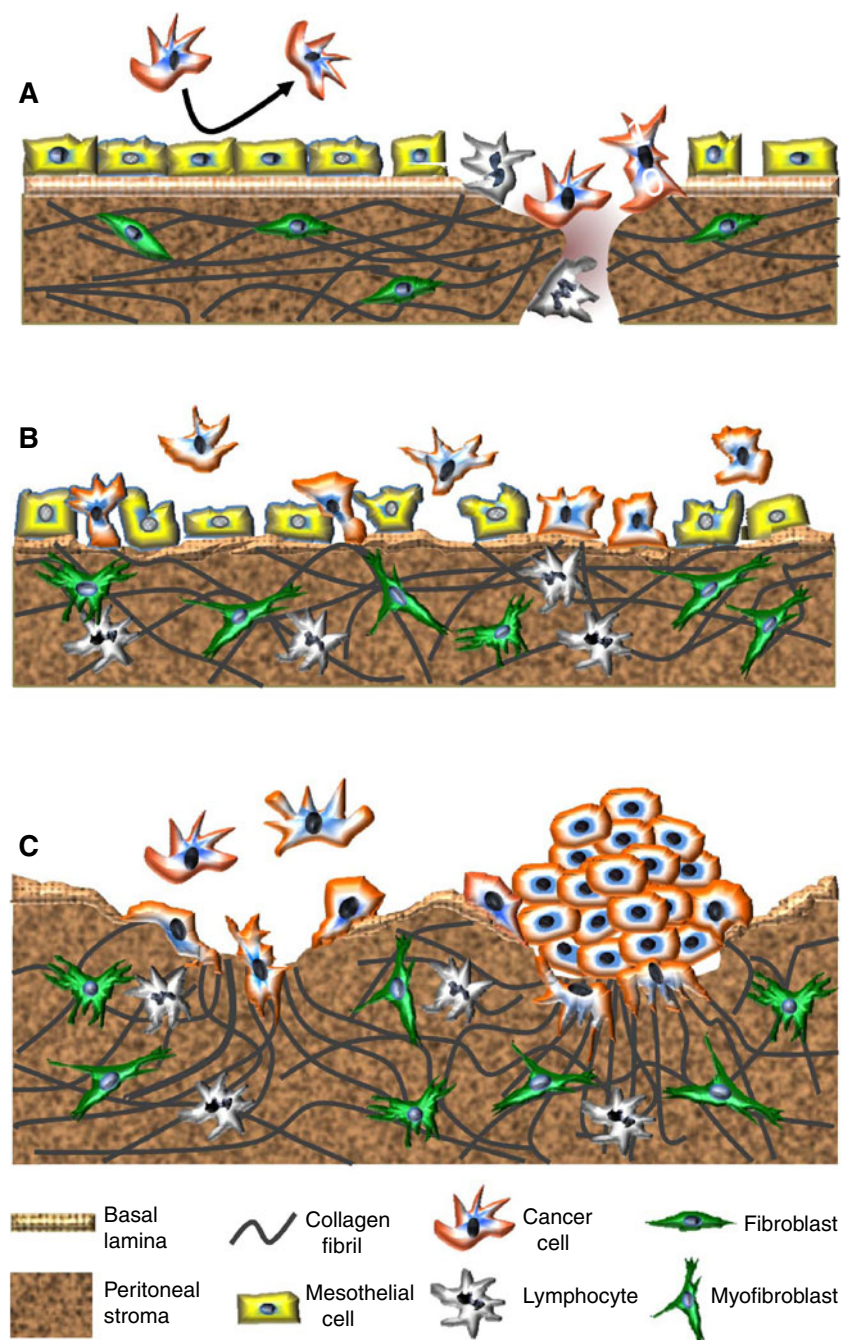 A
B
C
Basal
lamina
Collagen
fibril
Cancer
cell
Fibroblast
Peritoneal
stroma
Mesothelial
cell
Lymphocyte
Myofibroblast